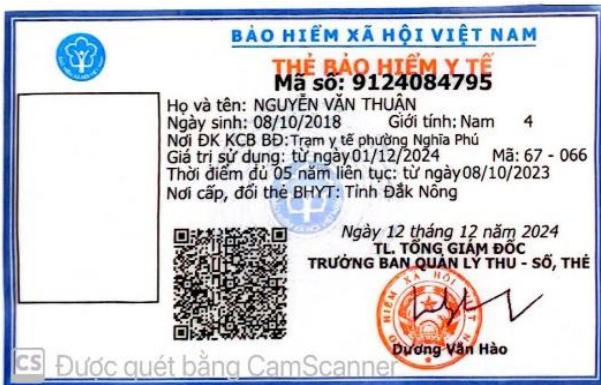 BẢO HIỂM XÃ HỘI VIỆT NAM
THẺ BẢO HIỂM Y TẾ
Mã số: 9124084795
Họ và tên: NGUYỄN VĂN THUẬN
Ngày sinh: 08/10/2018 Giới tính: Nam 4
Nơi ĐK KCB BĐ: Trạm y tế phường Nghĩa Phú
Giá trị sử dụng: từ ngày 01/12/2024 Mã: 67 - 066
Thời điểm đủ 05 năm liên tục: từ ngày 08/10/2023
Nơi cấp, đổi thẻ BHYT: Tỉnh Đắk Nông
Ngày 12 tháng 12 năm 2024
TL. TỔNG GIÁM ĐỐC
TRƯỞNG BAN QUẢN LÝ THU - SỐ, THẺ
Dương Văn Hào
CS Được quét bằng CamScanner